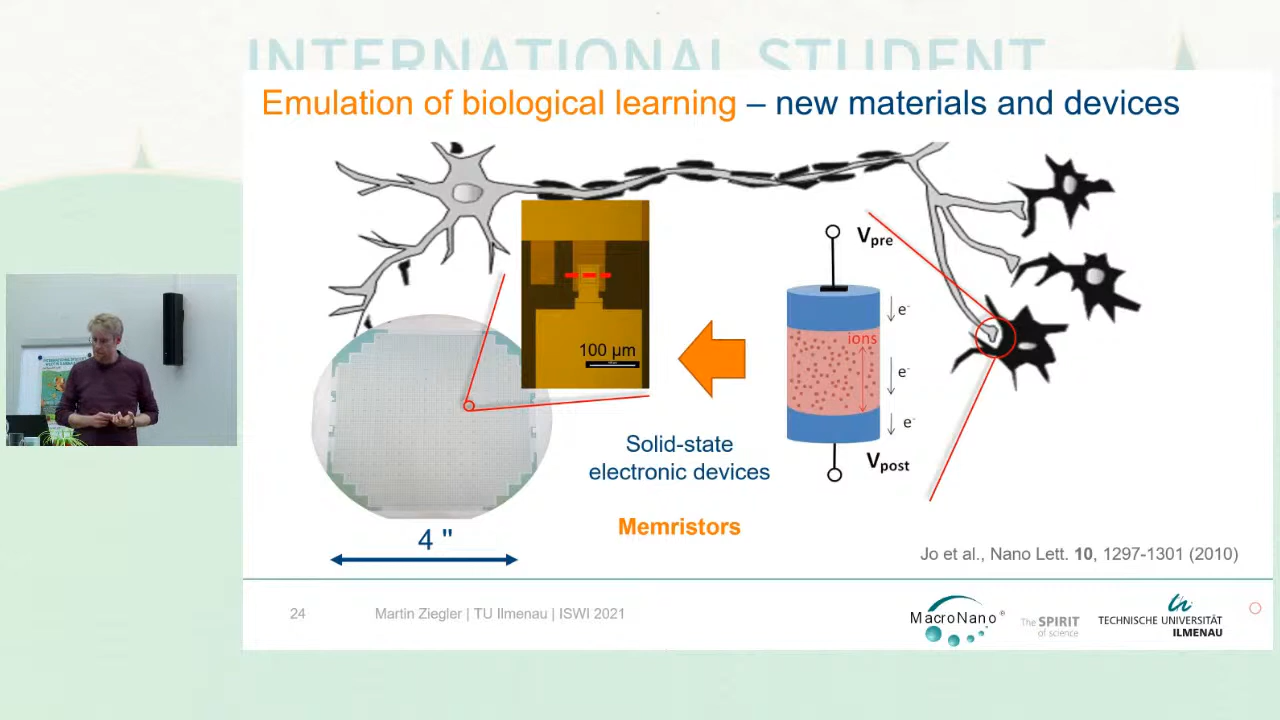 INTERNATIONAL STUDENT
Emulation of biological learning – new materials and devices
Vpre
e-
ions
100 µm
e-
e-
Solid-state
electronic devices
Vpost
Memristors
4 "
Jo et al., Nano Lett. 10, 1297-1301 (2010)
24
Martin Ziegler | TU Ilmenau | ISWI 2021
MacroNano®
The SPIRIT
of science
TECHNISCHE UNIVERSITÄT
ILMENAU